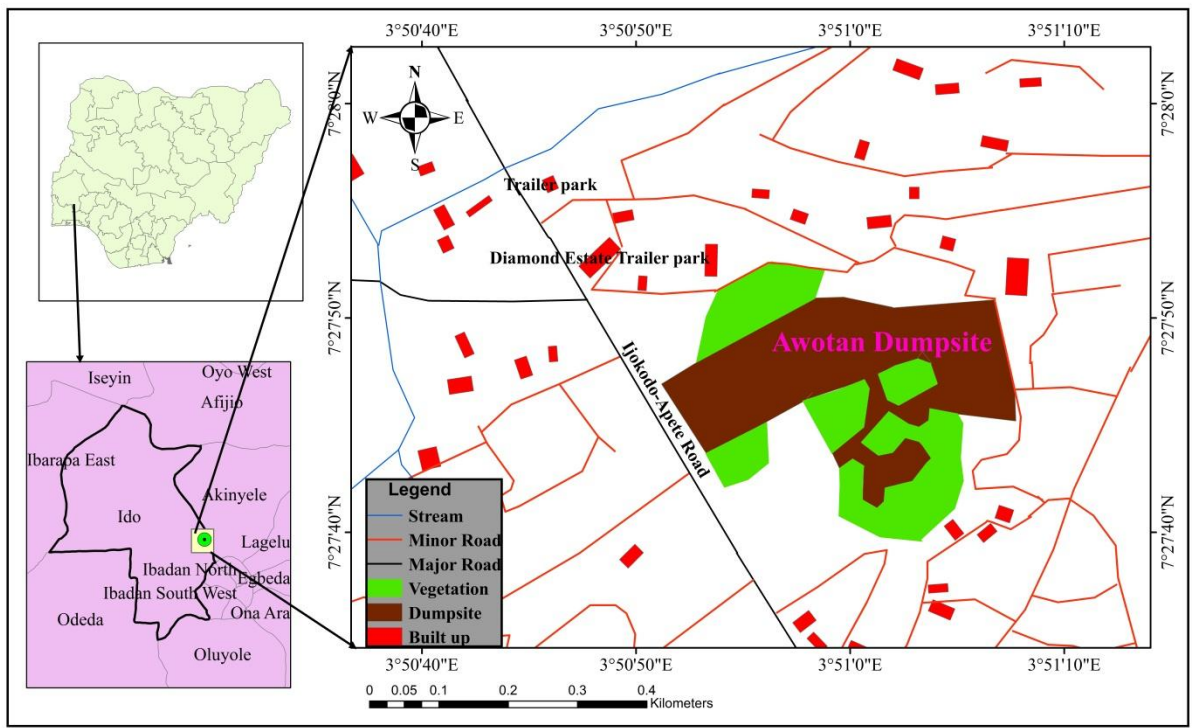 3°50'40"E 3°50'50"E 3°51'0"E 3°51'10"E
7°28'0"N
7°27'50"N
7°27'40"N
N
W E
S
Trailer park
Diamond Estate Trailer park
Awotan Dumpsite
Ijokodo-Apete Road
7°28'0"N
7°27'50"N
7°27'40"N
Iseyin
Oyo West
Afijio
Ibarapa East
Akinyele
Ido
Lagelu
Ibadan North
Egbeda
Ibadan South West
Ona Ara
Odeda
Oluyole
Legend
Stream
Minor Road
Major Road
Vegetation
Dumpsite
Built up
3°50'40"E 3°50'50"E 3°51'0"E 3°51'10"E
0 0.05 0.1 0.2 0.3 0.4
Kilometers